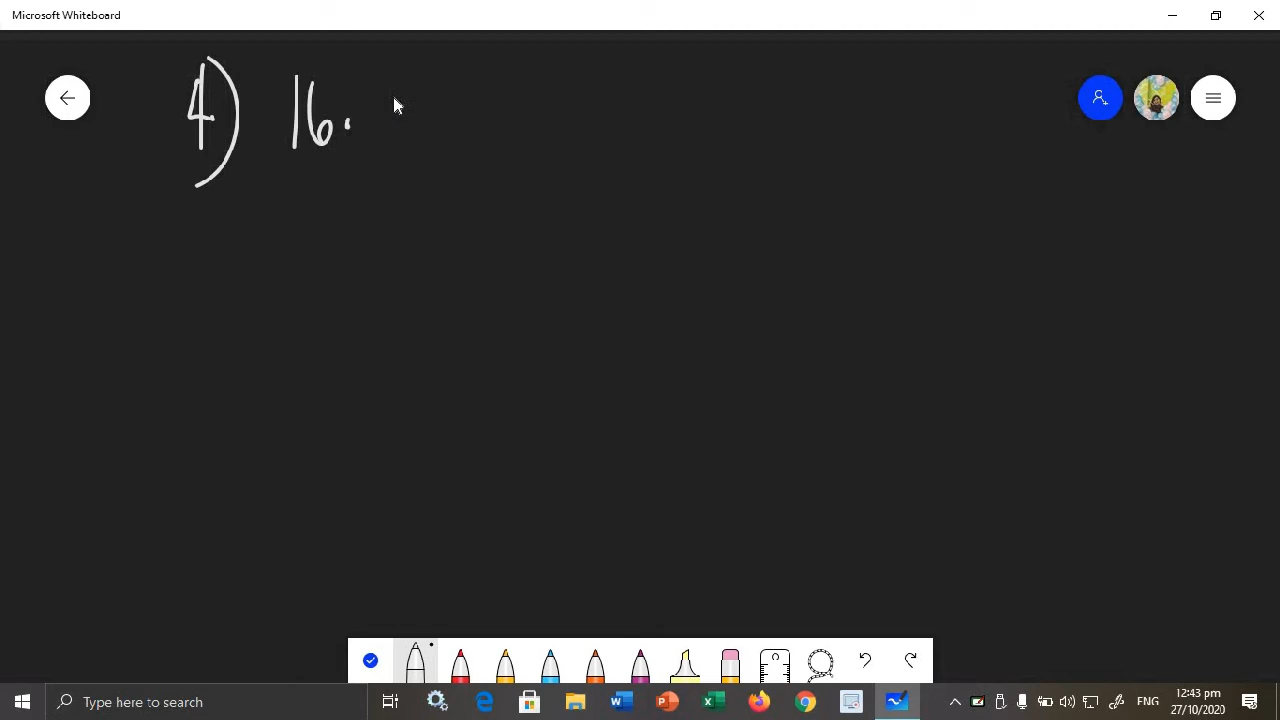 Microsoft Whiteboard
4) 16.
Type here to search
ENG
12:43 pm
27/10/2020